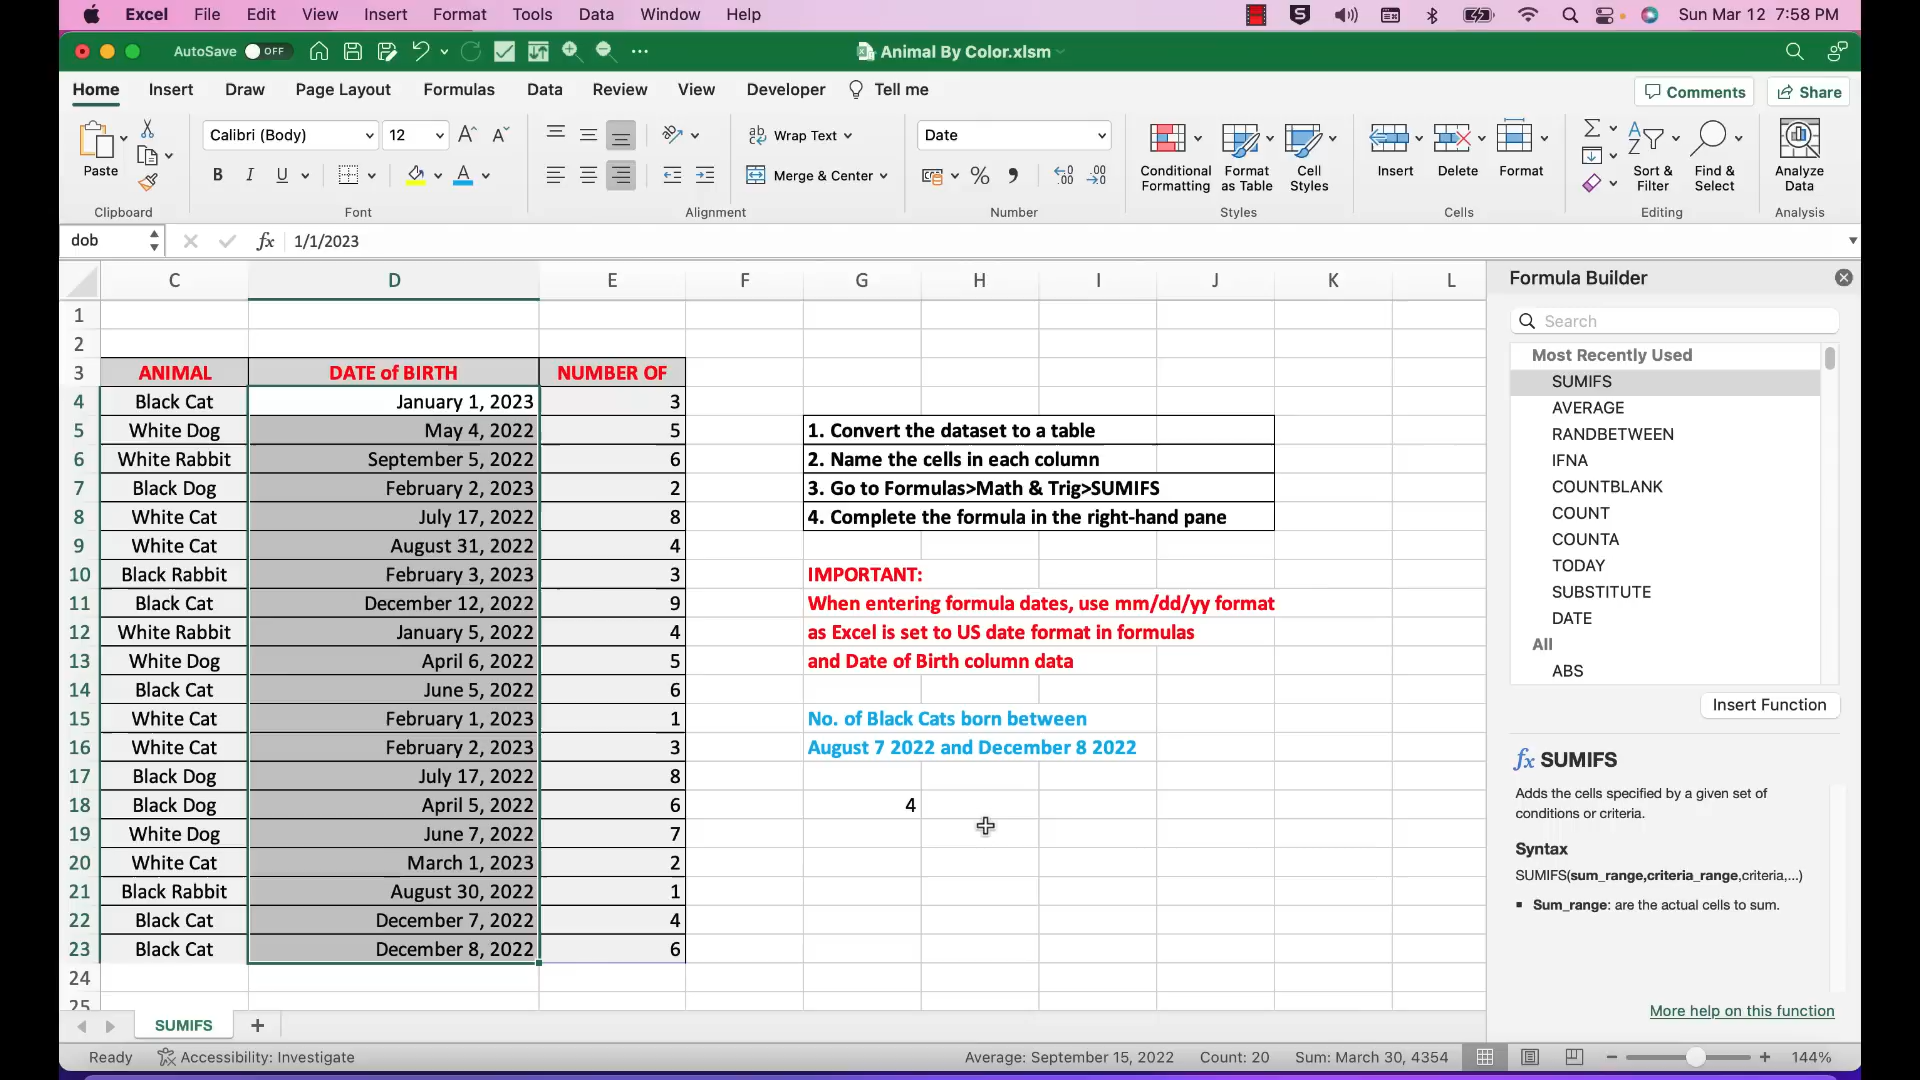 Excel File Edit View Insert Format Tools Data Window Help Sun Mar 12 7:58 PM
AutoSave OFF ... Animal By Color.xlsm
Home Insert Draw Page Layout Formulas Data Review View Developer Tell me Comments Share
Calibri (Body) 12 Wrap Text Date
Paste B I U Merge & Center Conditional Formatting Format as Table Cell Styles Insert Delete Format Sort & Filter Find & Select Analyze Data
Clipboard Font Alignment Number Styles Cells Editing Analysis
dob fx 1/1/2023
C D E F G H I J K L
1
2
3 ANIMAL DATE of BIRTH NUMBER OF
4 Black Cat January 1, 2023 3
5 White Dog May 4, 2022 5 1. Convert the dataset to a table
6 White Rabbit September 5, 2022 6 2. Name the cells in each column
7 Black Dog February 2, 2023 2 3. Go to Formulas>Math & Trig>SUMIFS
8 White Cat July 17, 2022 8 4. Complete the formula in the right-hand pane
9 White Cat August 31, 2022 4
10 Black Rabbit February 3, 2023 3 IMPORTANT:
11 Black Cat December 12, 2022 9 When entering formula dates, use mm/dd/yy format
12 White Rabbit January 5, 2022 4 as Excel is set to US date format in formulas
13 White Dog April 6, 2022 5 and Date of Birth column data
14 Black Cat June 5, 2022 6
15 White Cat February 1, 2023 1 No. of Black Cats born between
16 White Cat February 2, 2023 3 August 7 2022 and December 8 2022
17 Black Dog July 17, 2022 8
18 Black Dog April 5, 2022 6 4
19 White Dog June 7, 2022 7
20 White Cat March 1, 2023 2
21 Black Rabbit August 30, 2022 1
22 Black Cat December 7, 2022 4
23 Black Cat December 8, 2022 6
24
25
Formula Builder
Search
Most Recently Used
SUMIFS
AVERAGE
RANDBETWEEN
IFNA
COUNTBLANK
COUNT
COUNTA
TODAY
SUBSTITUTE
DATE
All
ABS
Insert Function
fx SUMIFS
Adds the cells specified by a given set of
conditions or criteria.
Syntax
SUMIFS(sum_range,criteria_range,criteria,...)
▪ Sum_range: are the actual cells to sum.
More help on this function
SUMIFS +
Ready Accessibility: Investigate Average: September 15, 2022 Count: 20 Sum: March 30, 4354 − + 144%